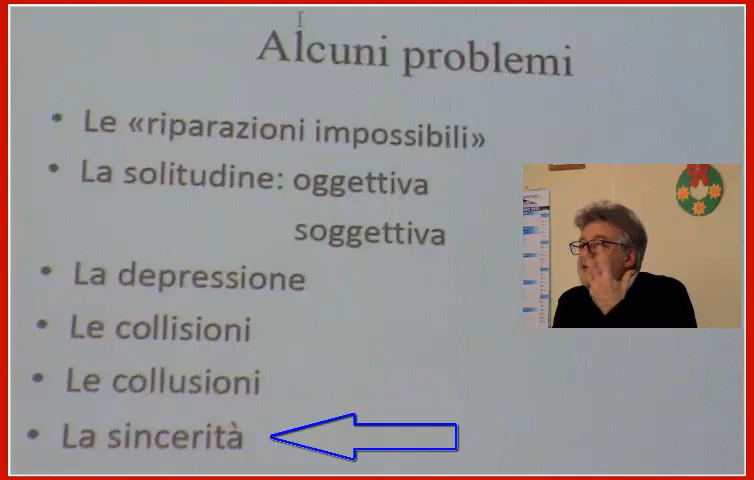 Alcuni problemi
• Le «riparazioni impossibili»
• La solitudine: oggettiva
soggettiva
• La depressione
• Le collisioni
• Le collusioni
• La sincerità